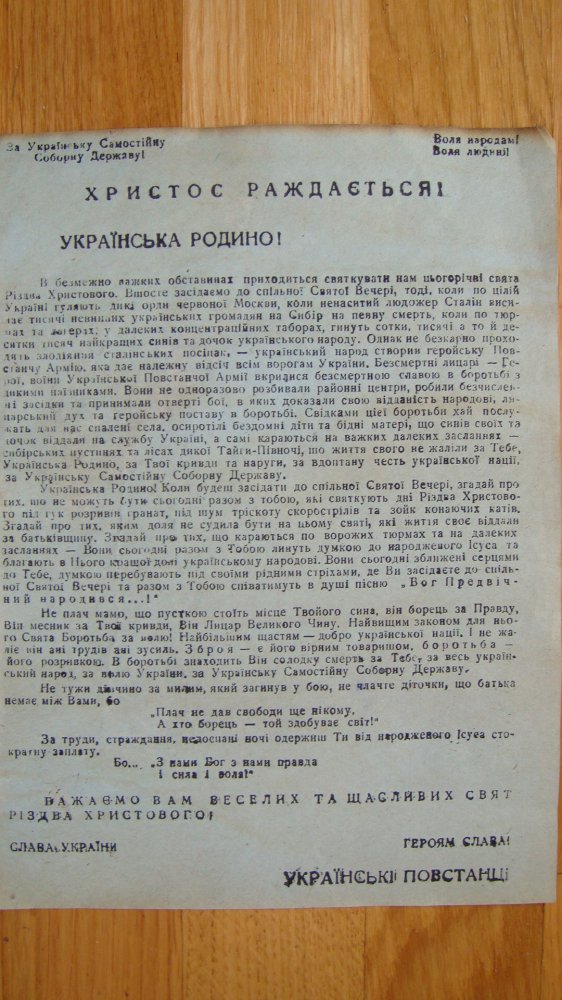 За Українську Самостійну
Соборну Державу!
Воля народам!
Воля людині!
ХРИСТОС РАЖДАЄТЬСЯ!
УКРАЇНСЬКА РОДИНО!
В безмежно важких обставинах приходиться святкувати нам цьогорічні свята
Різдва Христового. Вшосте засідаємо до спільної Святої Вечері, тоді, коли по цілій
Україні гуляють дикі орди червоної Москви, коли ненаситий людожер Сталін виси-
лає тисячі невинних українських громадян на Сибір на певну смерть, коли по тюр-
мах та лагерах, у далеких концентраційних таборах, гинуть сотки, тисячі а то й де-
ситки тисяч найкращих синів та дочок українського народу. Однак не безкарно прохо-
дять злодіяння сталінських посіпак, — український народ створив геройську Пов-
станчу Армію, яка дає належну відсіч всім ворогам України. Безсмертні лицарі — Ге-
рої, воїни Української Повстанчої Армії вкрилися безсмертною славою в боротьбі з
дикими наїзниками. Вони не одноразово розбивали районні центри, робили безчислен-
ні засідки та принимали отверті бої, в яких доказали свою відданість народові, ли-
царський дух та геройську поставу в боротьбі. Свідками цієї боротьби хай послу-
жать для нас спалені села, осиротілі бездомні діти та бідні матері, що синів своїх та
дочок віддали на службу Україні, а самі караються на важких далеких засланнях —
сибірських пустинях та лісах дикої Тайги-Півночі, що життя свого не жаліли за Тебе,
Українська Родино, за Твої кривди та наруги, за вдоптану честь української нації,
за Українську Самостійну Соборну Державу.
Українська Родино! Коли будеш засідати до спільної Святої Вечері, згадай про
тих, що не можуть бути сьогодні разом з тобою, які святкують дні Різдва Христово-
го під гук розривів гранат, під шум тріскоту скорострілів та зойк конаючих катів.
Згадай про тих, яким доля не судила бути на цьому святі, які життя своє віддали
за батьківщину. Згадай про тих, що караються по ворожих тюрмах та на далеких
засланнях — Вони сьогодні разом з Тобою линуть думкою до народженого Ісуса та
благають в Нього кращої долі українському народові. Вони сьогодні зближені серцями
до Тебе, думкою перебувають під своїми рідними стріхами, де Ви засідаєте до спіль-
ної Святої Вечері та разом з Тобою співатимуть в душі пісню „Бог Предвіч-
ний народився...!"
Не плач мамо, що пусткою стоїть місце Твойого сина, він борець за Правду,
Він месник за Твої кривди, Він Лицар Великого Чину. Найвищим законом для ньо-
го Свята Боротьба за волю! Найбільшим щастям — добро української нації. І не жа-
ліє він ані трудів ані зусиль. Зброя — є його вірним товаришом, боротьба —
його розривкою. В боротьбі знаходить Він солодку смерть за Тебе, за весь україн-
ський народ, за волю України, за Українську Самостійну Соборну Державу.
Не тужи дівчино за милим, який загинув у бою, не плачте діточки, що батька
немає між Вами, бо
„Плач не дав свободи ще нікому,
А хто борець — той здобуває світ!"
За труди, страждання, недоспані ночі одержиш Ти від народженого Ісуса сто-
кратну заплату.
Бо... „З нами Бог з нами правда
і сила і воля!"
БАЖАЄМО ВАМ ВЕСЕЛИХ ТА ЩАСЛИВИХ СВЯТ
РІЗДВА ХРИСТОВОГО!
СЛАВА УКРАЇНИ
ГЕРОЯМ СЛАВА!
УКРАЇНСЬКІ ПОВСТАНЦІ